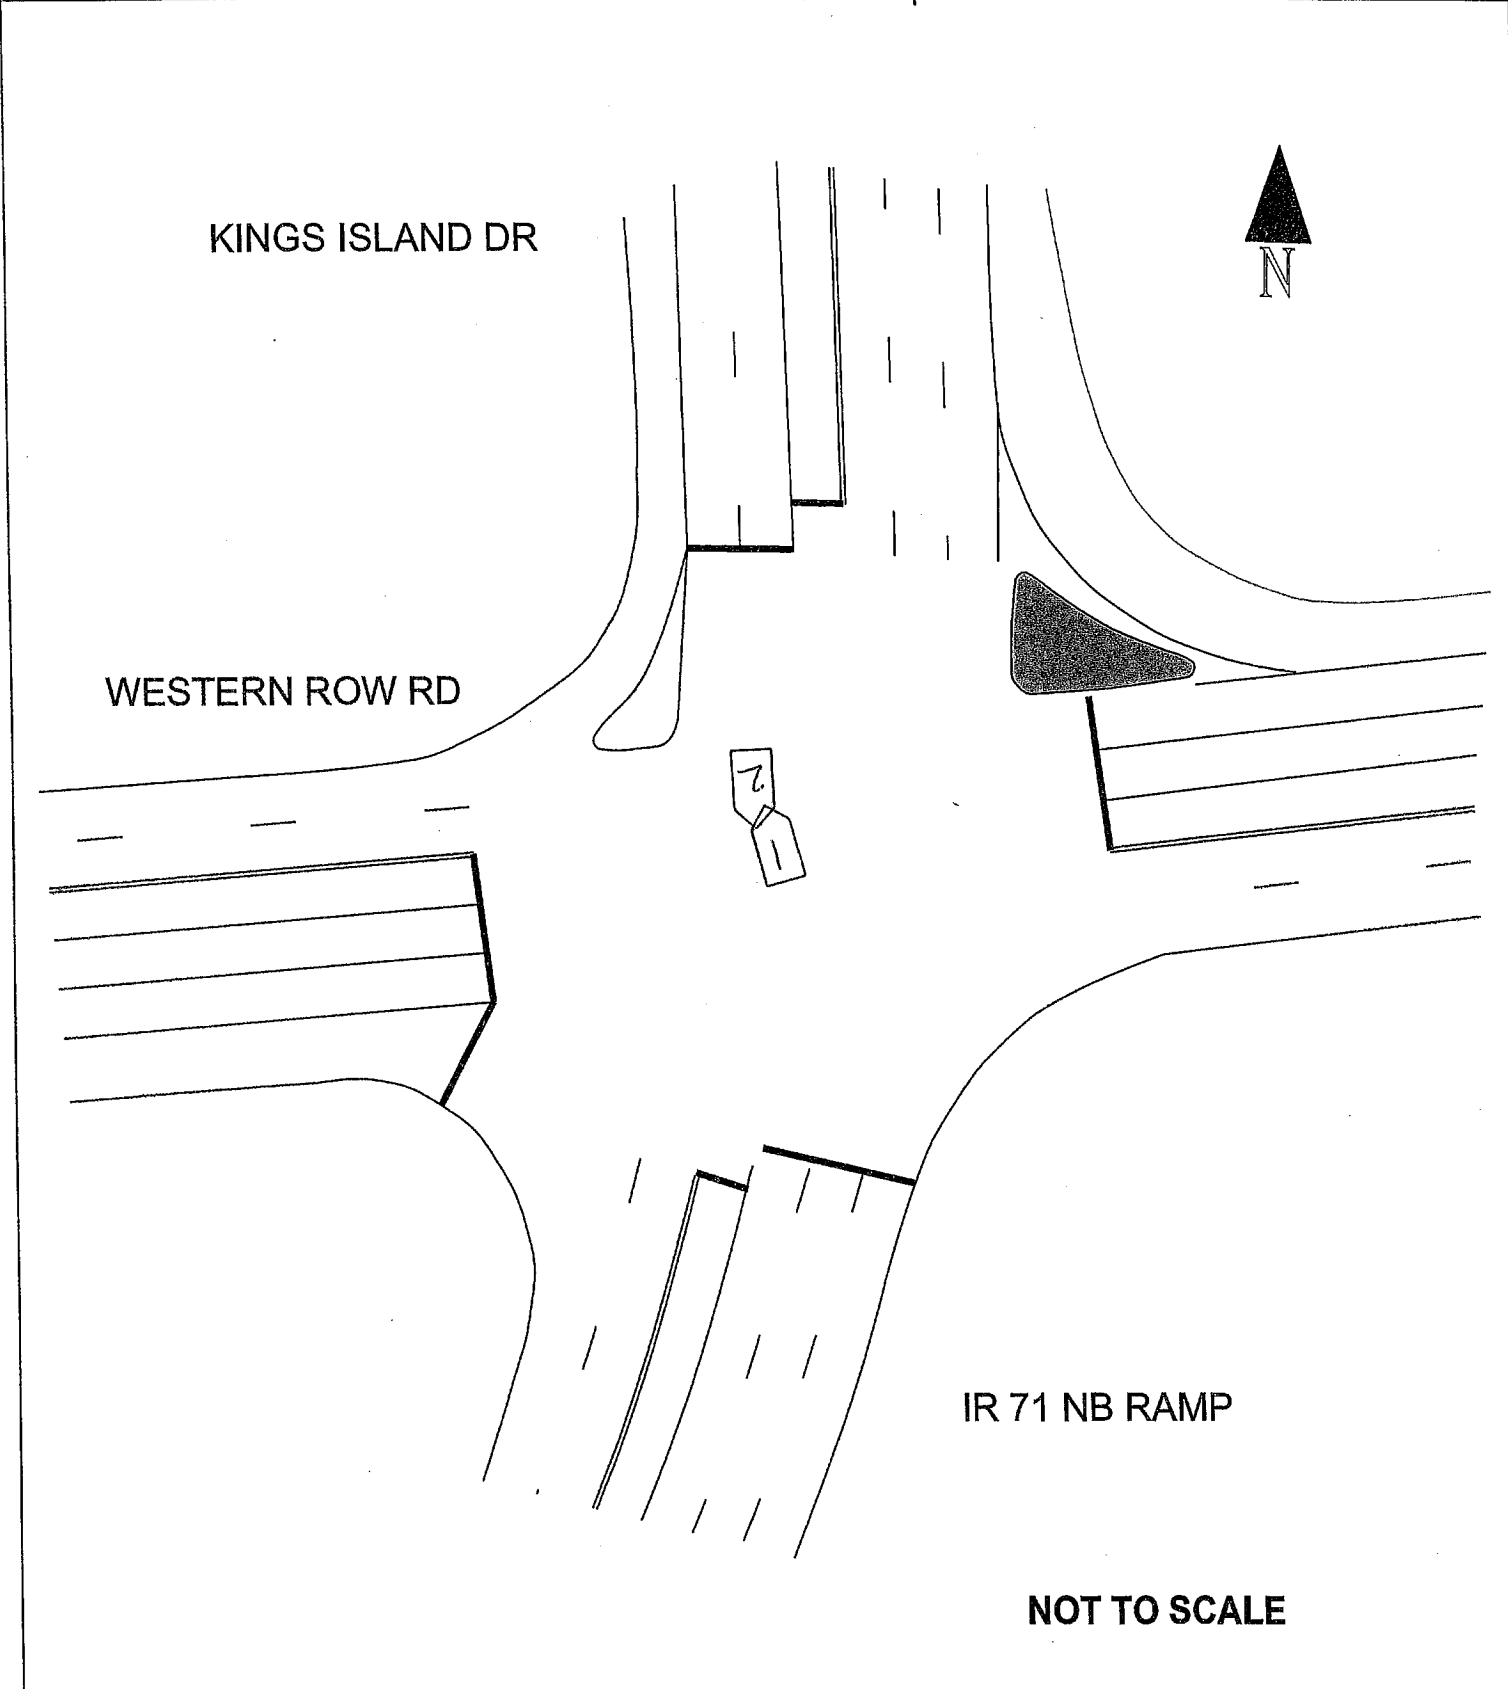 KINGS ISLAND DR
N
WESTERN ROW RD
2
1
IR 71 NB RAMP
NOT TO SCALE